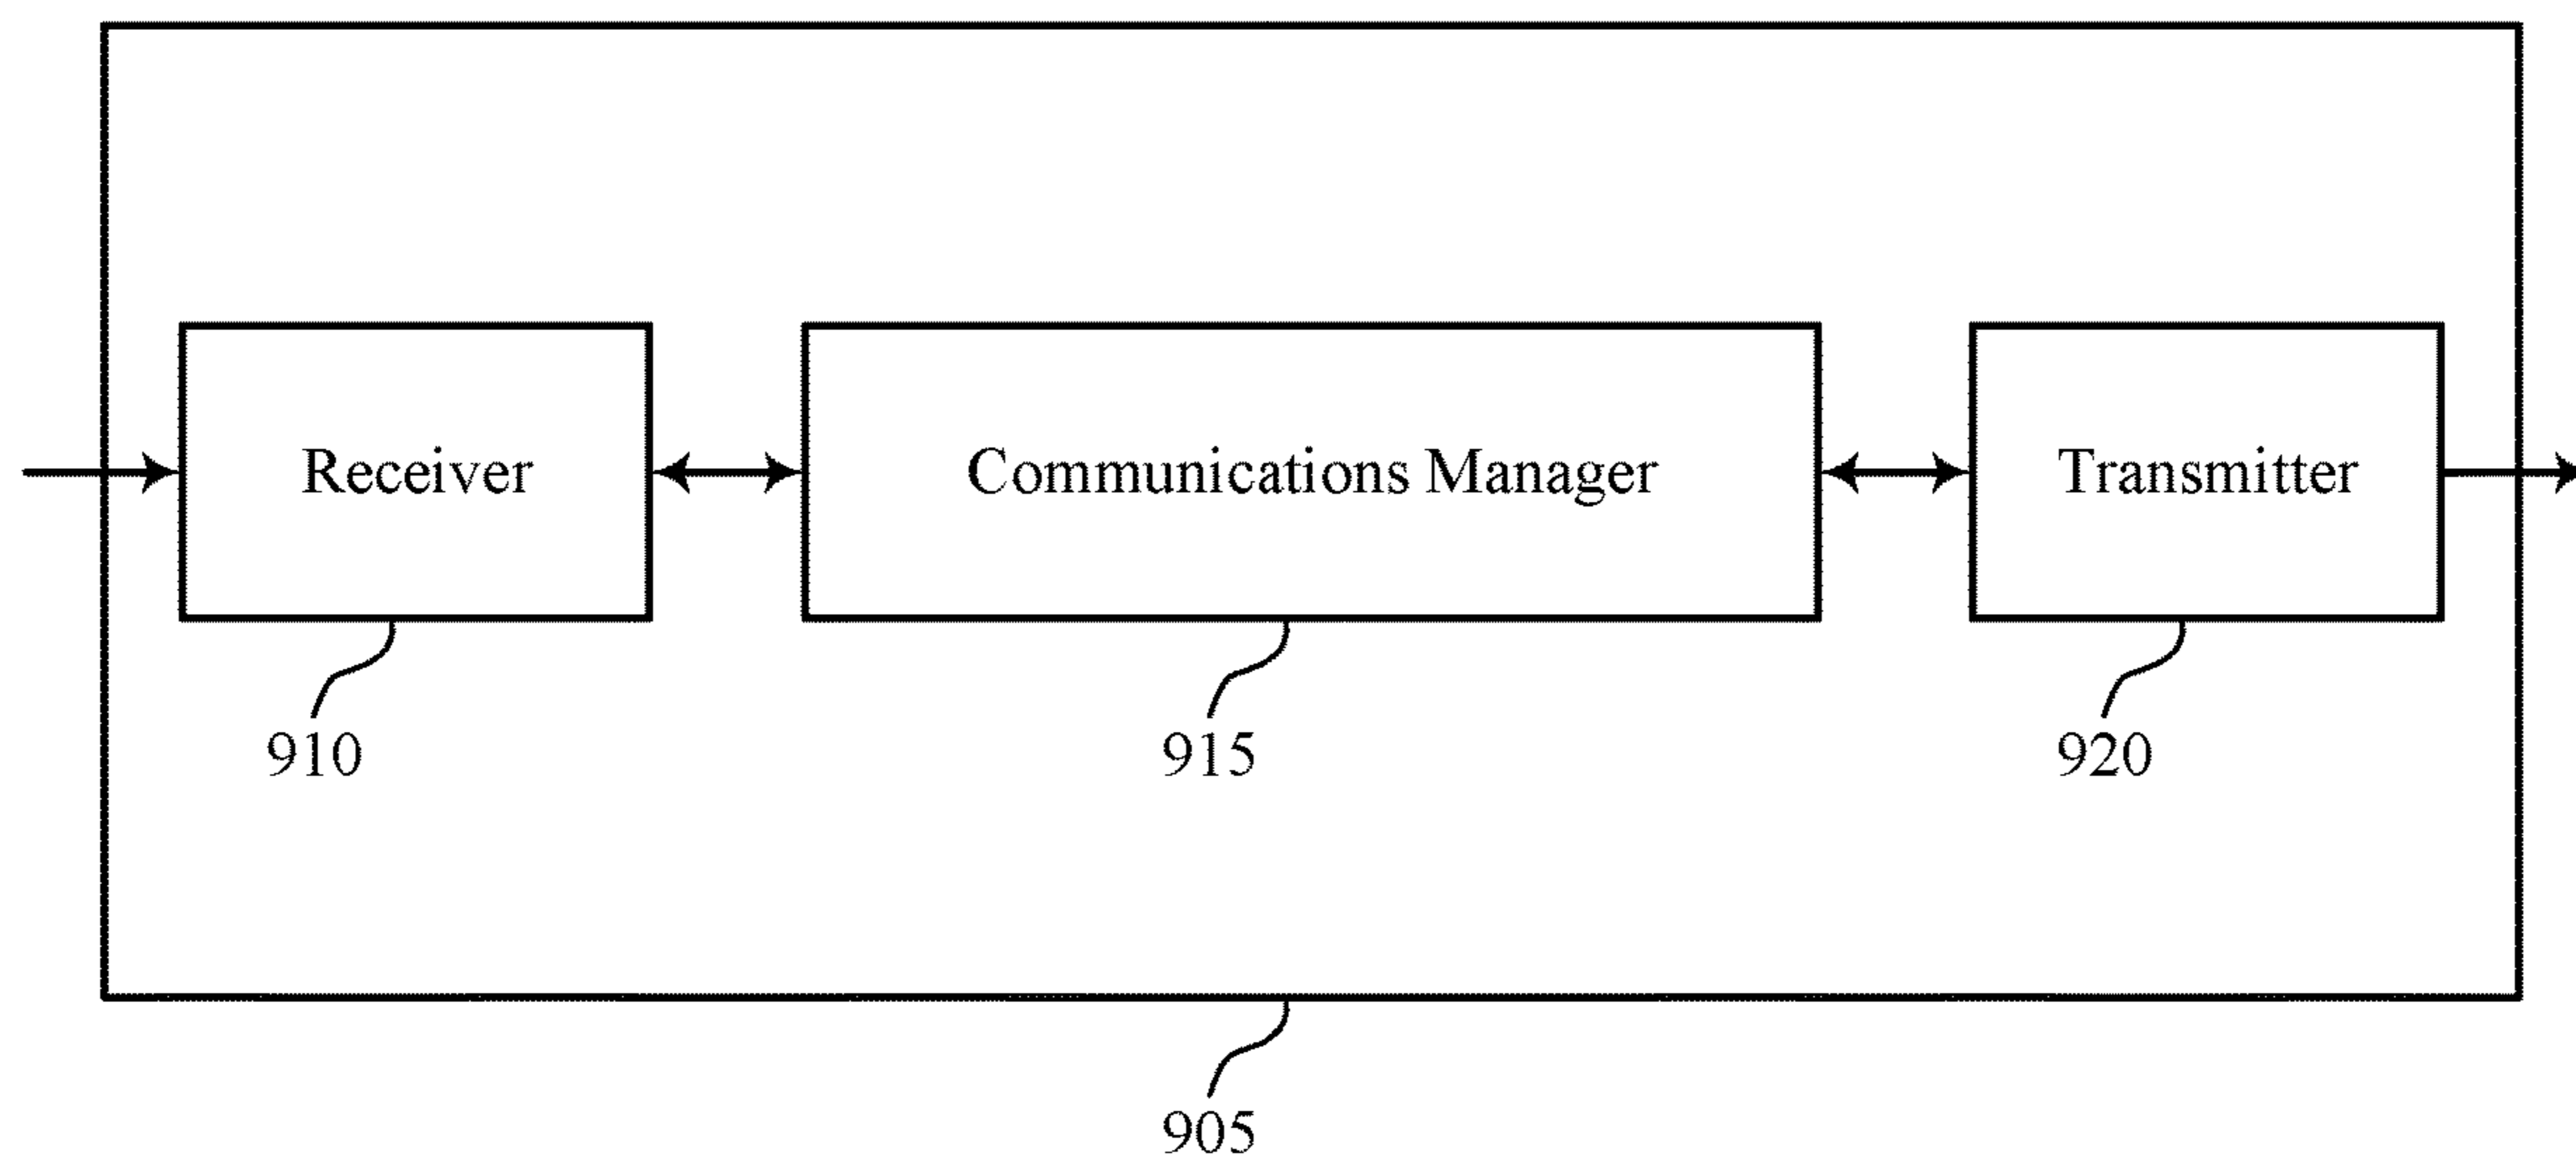 Receiver
Communications Manager
Transmitter
910
915
920
905